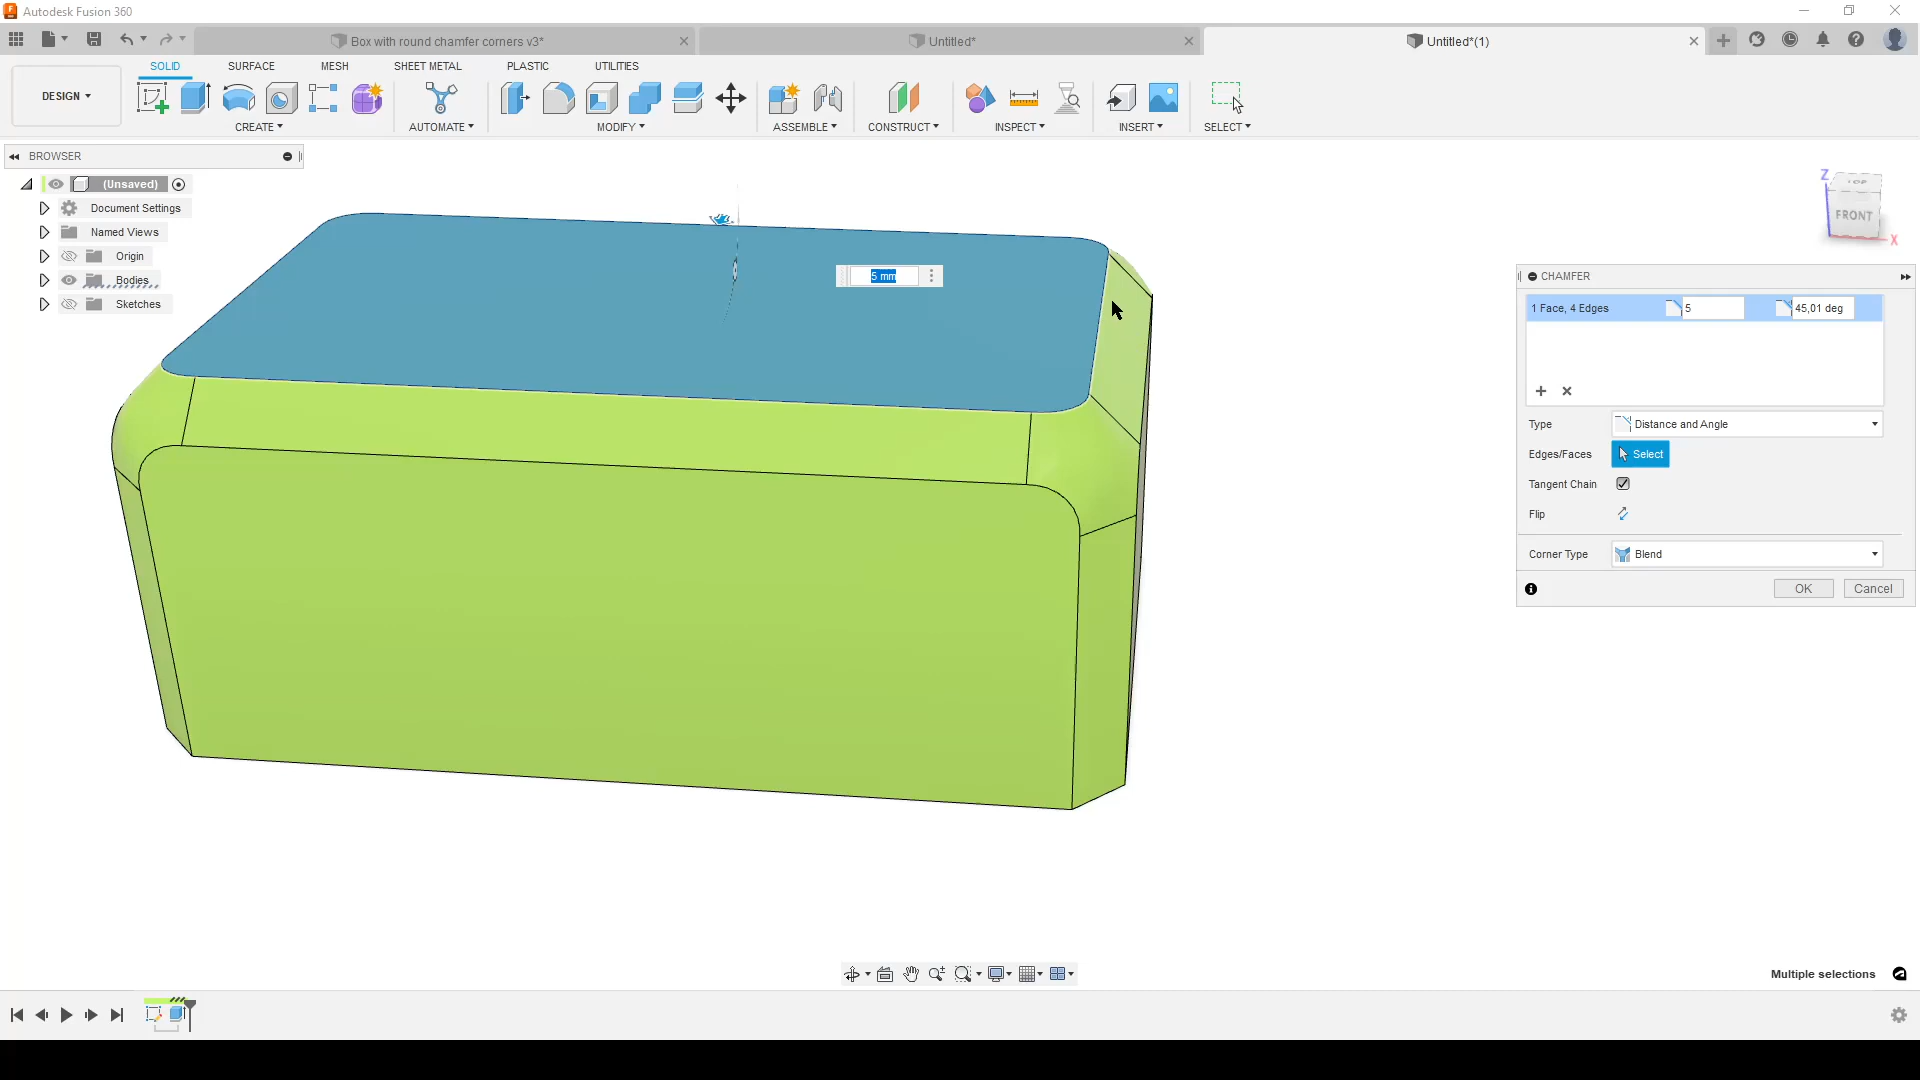 Autodesk Fusion 360
Box with round chamfer corners v3*
Untitled*
Untitled*(1)
DESIGN
SOLID
SURFACE
MESH
SHEET METAL
PLASTIC
UTILITIES
CREATE
AUTOMATE
MODIFY
ASSEMBLE
CONSTRUCT
INSPECT
INSERT
SELECT
BROWSER
(Unsaved)
Document Settings
Named Views
Origin
Bodies
Sketches
5 mm
Z
TOP
FRONT
X
CHAMFER
1 Face, 4 Edges
5
45,01 deg
Type
Distance and Angle
Edges/Faces
Select
Tangent Chain
Flip
Corner Type
Blend
OK
Cancel
Multiple selections